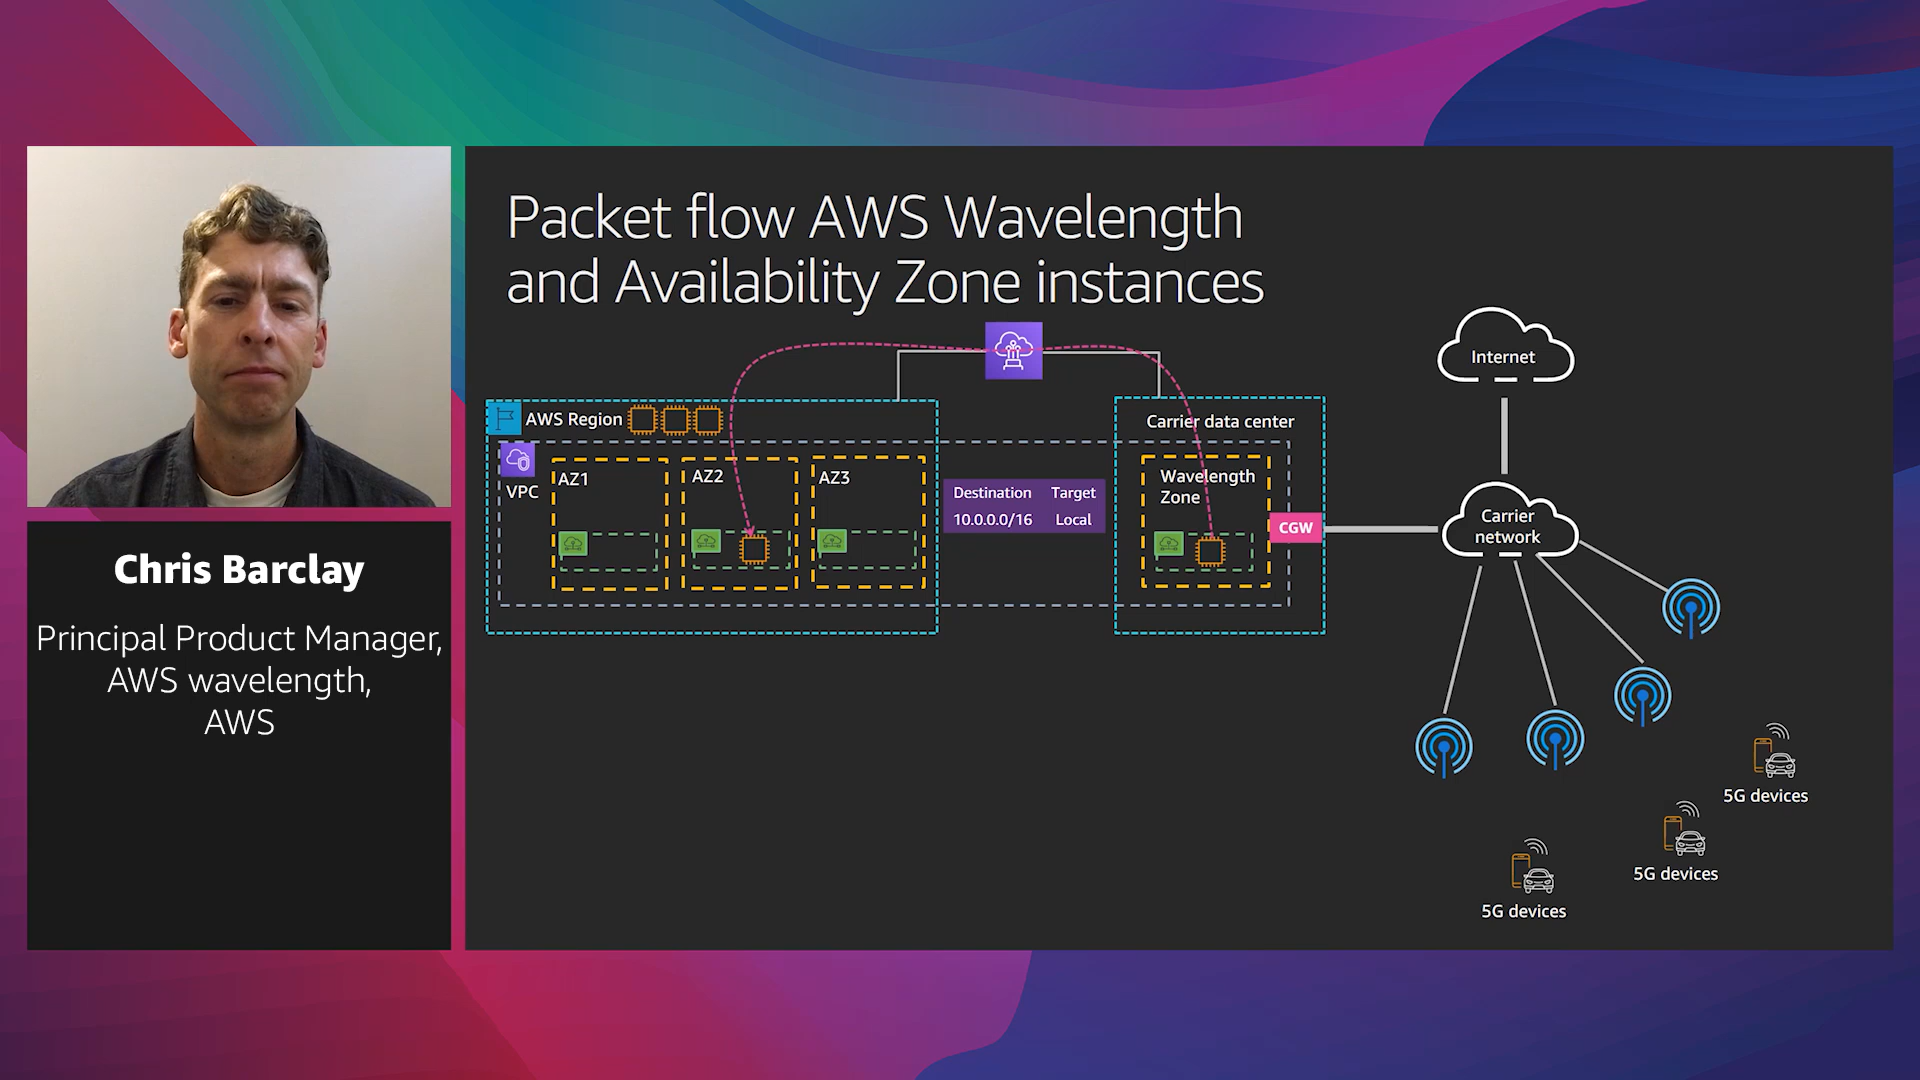 Packet flow AWS Wavelength
and Availability Zone instances
Chris Barclay
Principal Product Manager,
AWS wavelength,
AWS
AWS Region
VPC
AZ1
AZ2
AZ3
Destination Target
10.0.0.0/16 Local
Carrier data center
Wavelength
Zone
CGW
Internet
Carrier
network
5G devices
5G devices
5G devices